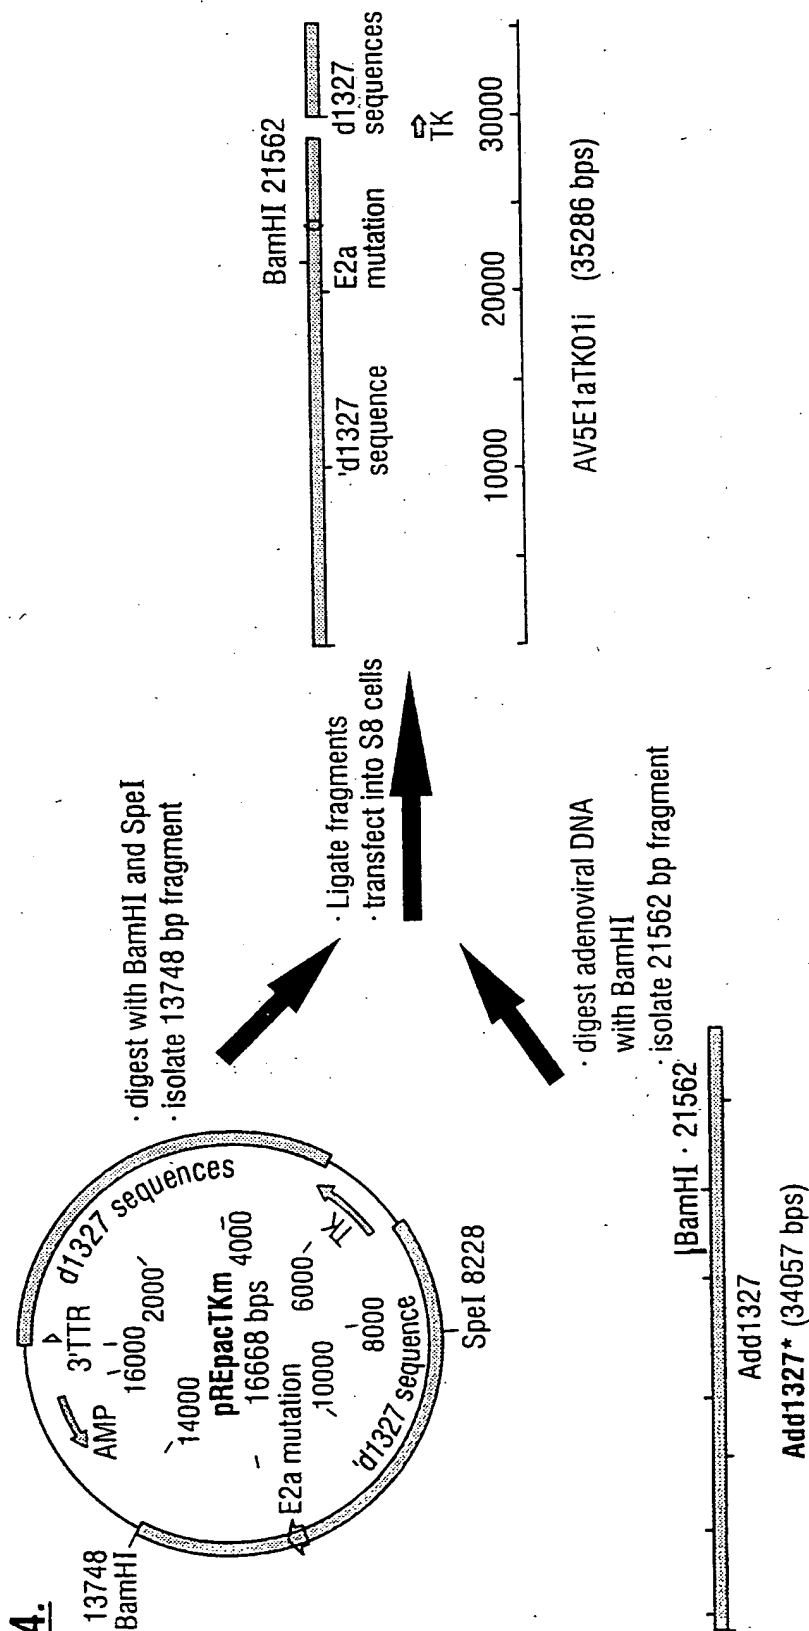 4.
13748
BamHI
AMP
3'TTR
d1327 sequences
16000
2000
14000
4000
pREpacTKm
16668 bps
6000
TK
E2a mutation
10000
8000
'd1327 sequence
SpeI 8228
· digest with BamHI and SpeI
· isolate 13748 bp fragment
BamHI · 21562
Add1327
Add1327* (34057 bps)
· digest adenoviral DNA
with BamHI
· isolate 21562 bp fragment
· Ligate fragments
· transfect into S8 cells
BamHI 21562
'd1327
sequence
E2a
mutation
d1327
sequences
TK
10000
20000
30000
AV5E1aTK01i (35286 bps)